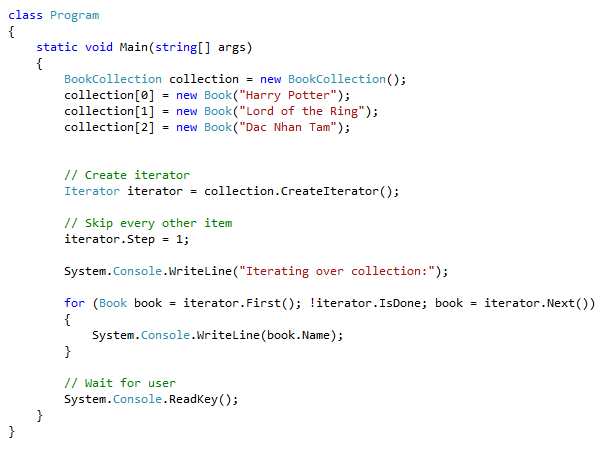 class Program
{
    static void Main(string[] args)
    {
        BookCollection collection = new BookCollection();
        collection[0] = new Book("Harry Potter");
        collection[1] = new Book("Lord of the Ring");
        collection[2] = new Book("Dac Nhan Tam");
        // Create iterator
        Iterator iterator = collection.CreateIterator();
        // Skip every other item
        iterator.Step = 1;
        System.Console.WriteLine("Iterating over collection:");
        for (Book book = iterator.First(); !iterator.IsDone; book = iterator.Next())
        {
            System.Console.WriteLine(book.Name);
        }
        // Wait for user
        System.Console.ReadKey();
    }
}